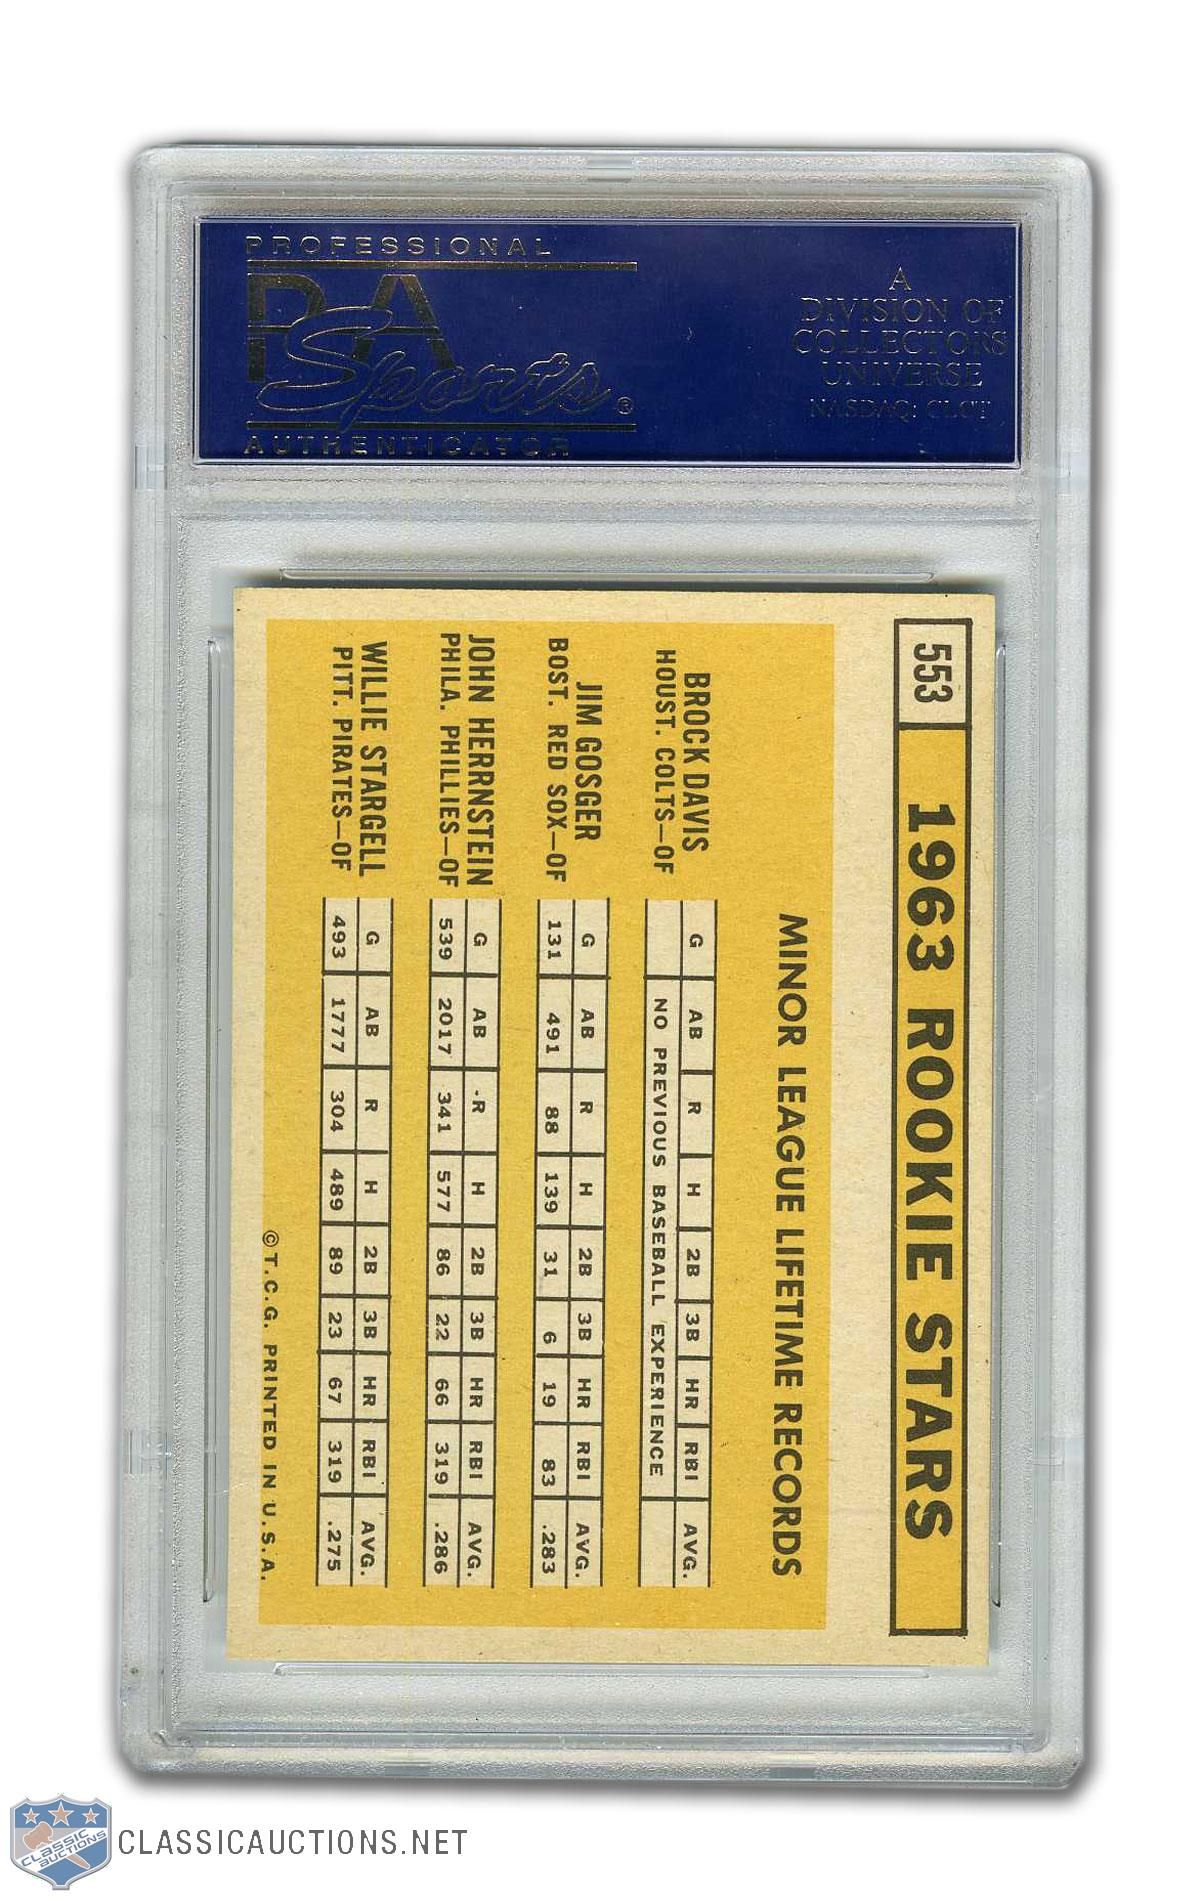 PROFESSIONAL
PSA
Sports®
AUTHENTICATOR
A
DIVISION OF
COLLECTORS
UNIVERSE
NASDAQ: CLCT
553 1963 ROOKIE STARS
MINOR LEAGUE LIFETIME RECORDS
BROCK DAVIS
HOUST. COLTS—OF
G AB R H 2B 3B HR RBI AVG.
NO PREVIOUS BASEBALL EXPERIENCE
JIM GOSGER
BOST. RED SOX—OF
G AB R H 2B 3B HR RBI AVG.
131 491 88 139 31 6 19 83 .283
JOHN HERRNSTEIN
PHILA. PHILLIES—OF
G AB R H 2B 3B HR RBI AVG.
539 2017 341 577 86 22 66 319 .286
WILLIE STARGELL
PITT. PIRATES—OF
G AB R H 2B 3B HR RBI AVG.
493 1777 304 489 89 23 67 319 .275
© T.C.G. PRINTED IN U.S.A.
CLASSIC
AUCTIONS
CLASSICAUCTIONS.NET